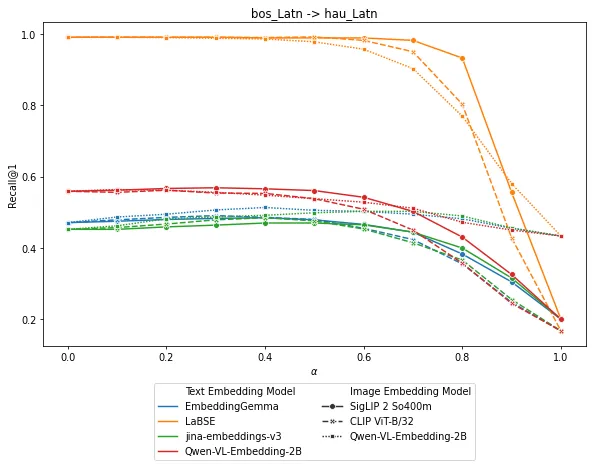 bos_Latn -> hau_Latn
Recall@1
1.0
0.8
0.6
0.4
0.2
0.0 0.2 0.4 0.6 0.8 1.0
α
Text Embedding Model
EmbeddingGemma
LaBSE
jina-embeddings-v3
Qwen-VL-Embedding-2B
Image Embedding Model
SigLIP 2 So400m
CLIP ViT-B/32
Qwen-VL-Embedding-2B